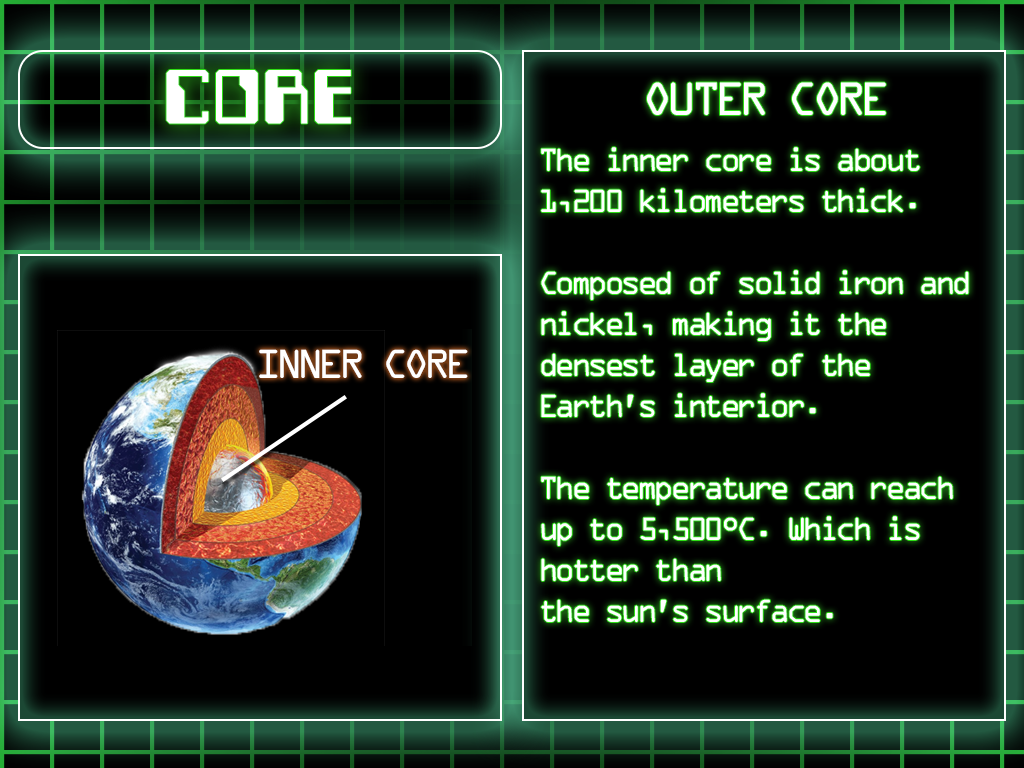 CORE
INNER CORE
OUTER CORE
The inner core is about
1,200 kilometers thick.
Composed of solid iron and
nickel, making it the
densest layer of the
Earth's interior.
The temperature can reach
up to 5,500°C. Which is
hotter than
the sun's surface.